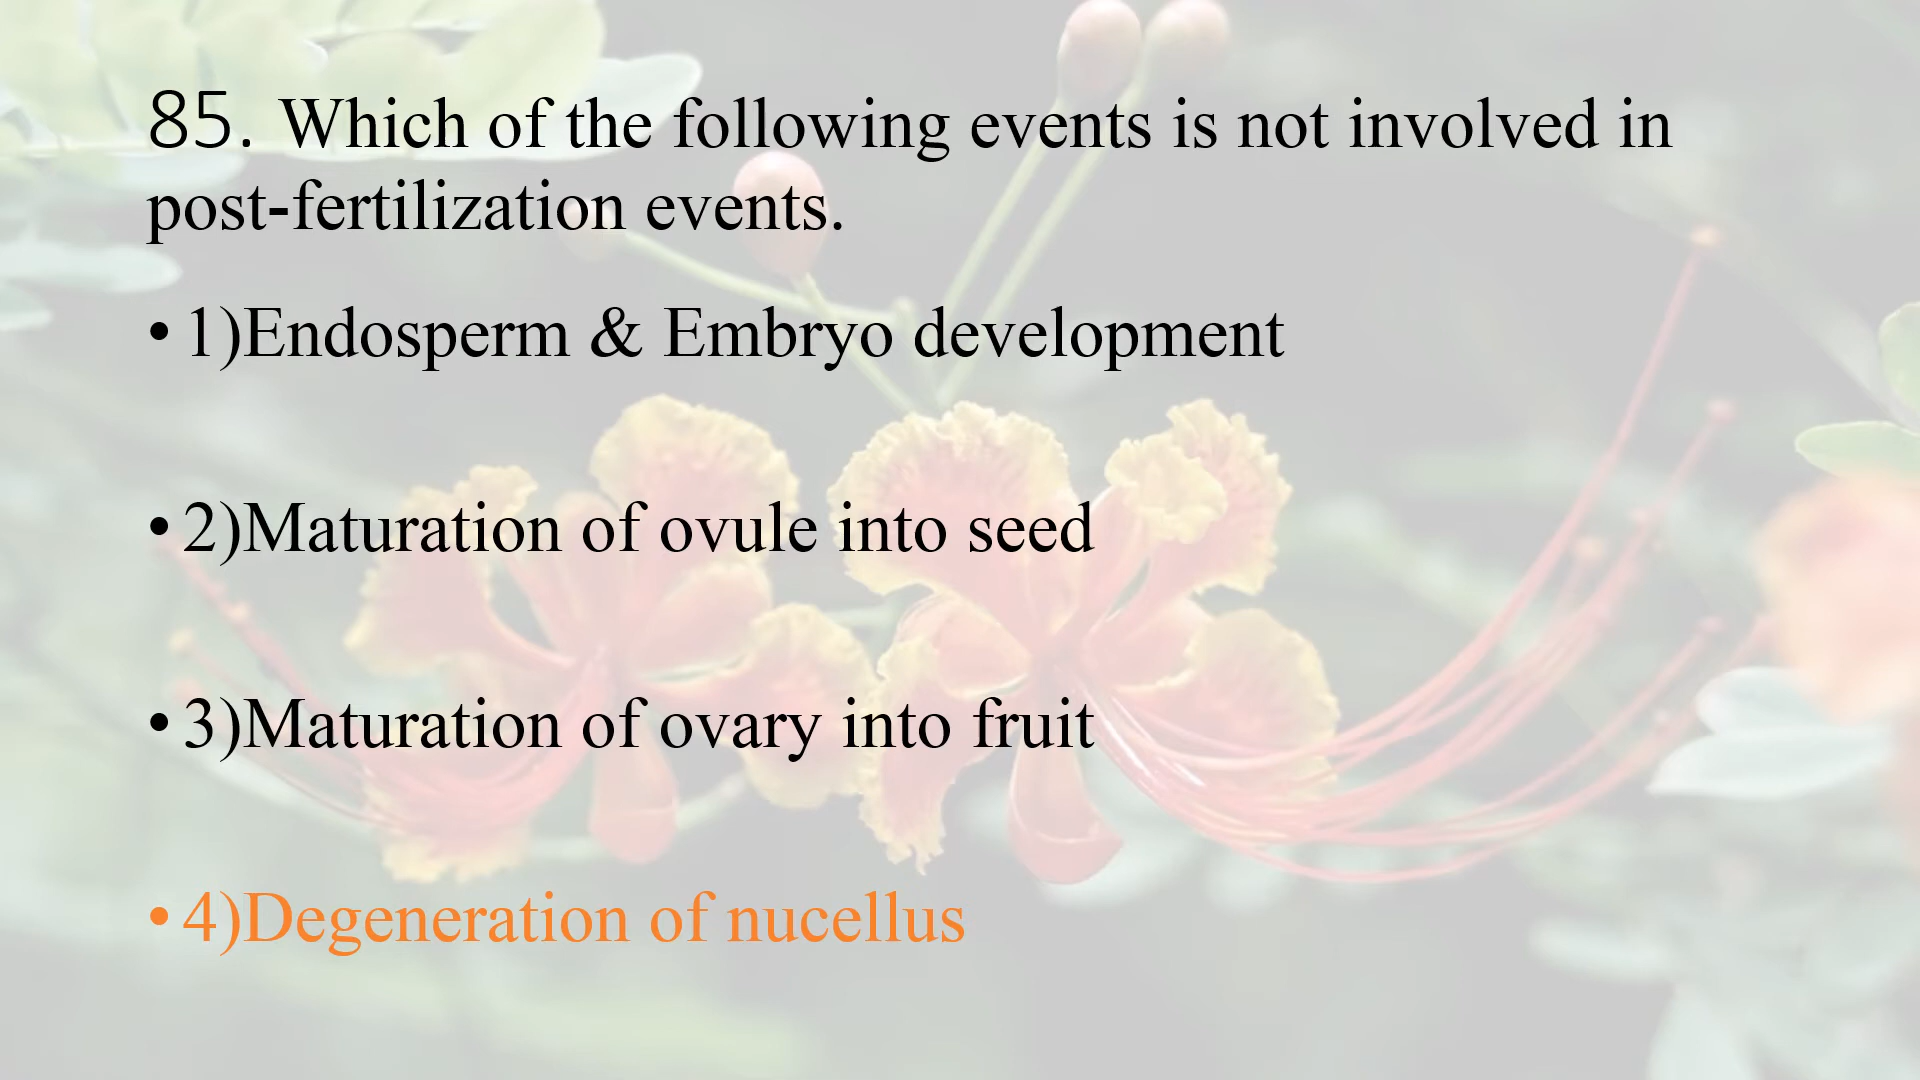 85. Which of the following events is not involved in
post-fertilization events.
• 1)Endosperm & Embryo development
• 2)Maturation of ovule into seed
• 3)Maturation of ovary into fruit
• 4)Degeneration of nucellus